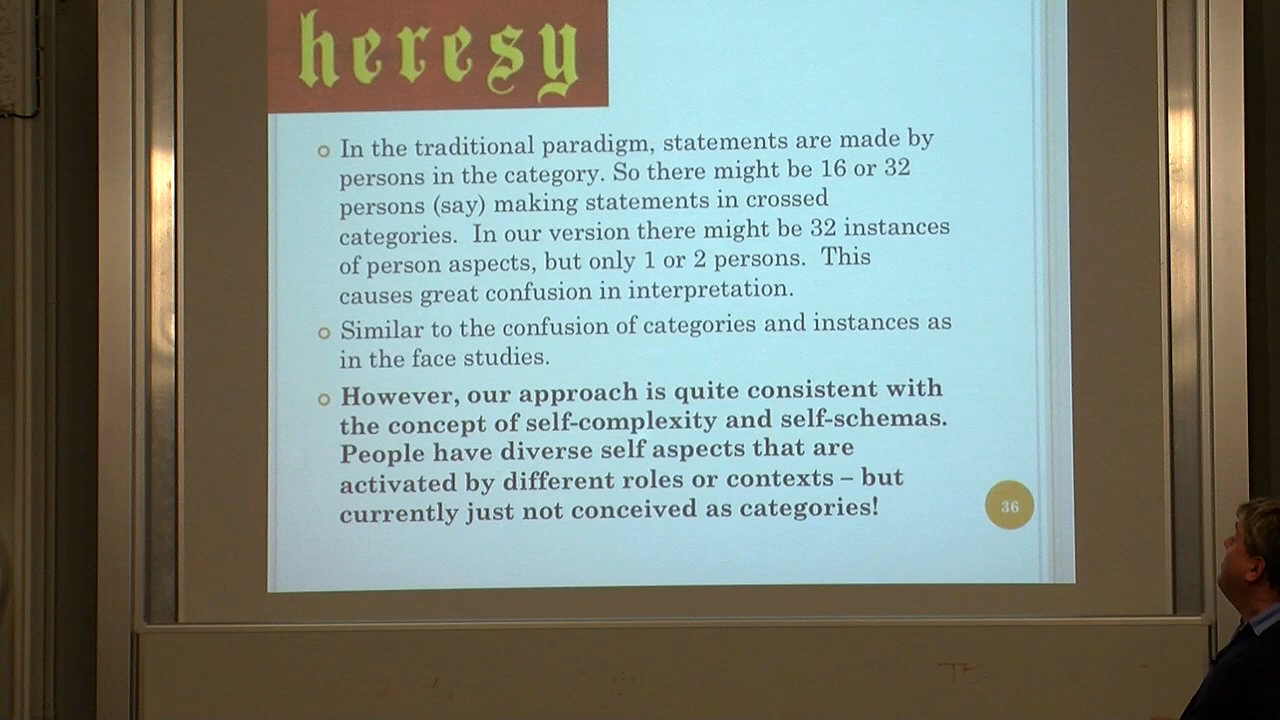 heresy
In the traditional paradigm, statements are made by
persons in the category. So there might be 16 or 32
persons (say) making statements in crossed
categories.  In our version there might be 32 instances
of person aspects, but only 1 or 2 persons.  This
causes great confusion in interpretation.
Similar to the confusion of categories and instances as
in the face studies.
However, our approach is quite consistent with
the concept of self-complexity and self-schemas.
People have diverse self aspects that are
activated by different roles or contexts – but
currently just not conceived as categories!
36